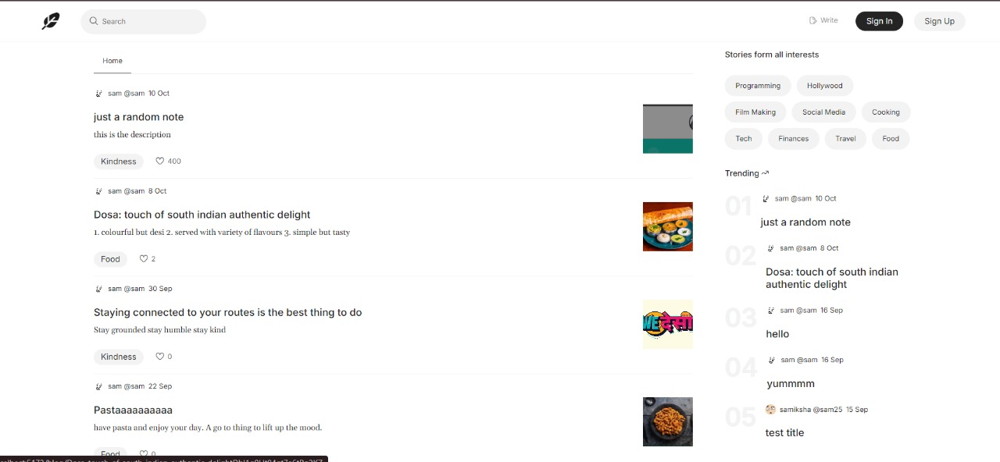 Search
Write
Sign In
Sign Up
Home
sam @sam 10 Oct
just a random note
this is the description
Kindness 400
sam @sam 8 Oct
Dosa: touch of south indian authentic delight
1. colourful but desi 2. served with variety of flavours 3. simple but tasty
Food 2
sam @sam 30 Sep
Staying connected to your routes is the best thing to do
Stay grounded stay humble stay kind
Kindness 0
WE देसी
sam @sam 22 Sep
Pastaaaaaaaaaa
have pasta and enjoy your day. A go to thing to lift up the mood.
Food 0
Stories form all interests
Programming Hollywood
Film Making Social Media Cooking
Tech Finances Travel Food
Trending
01 sam @sam 10 Oct
just a random note
02 sam @sam 8 Oct
Dosa: touch of south indian
authentic delight
03 sam @sam 16 Sep
hello
04 sam @sam 16 Sep
yummmm
05 samiksha @sam25 15 Sep
test title